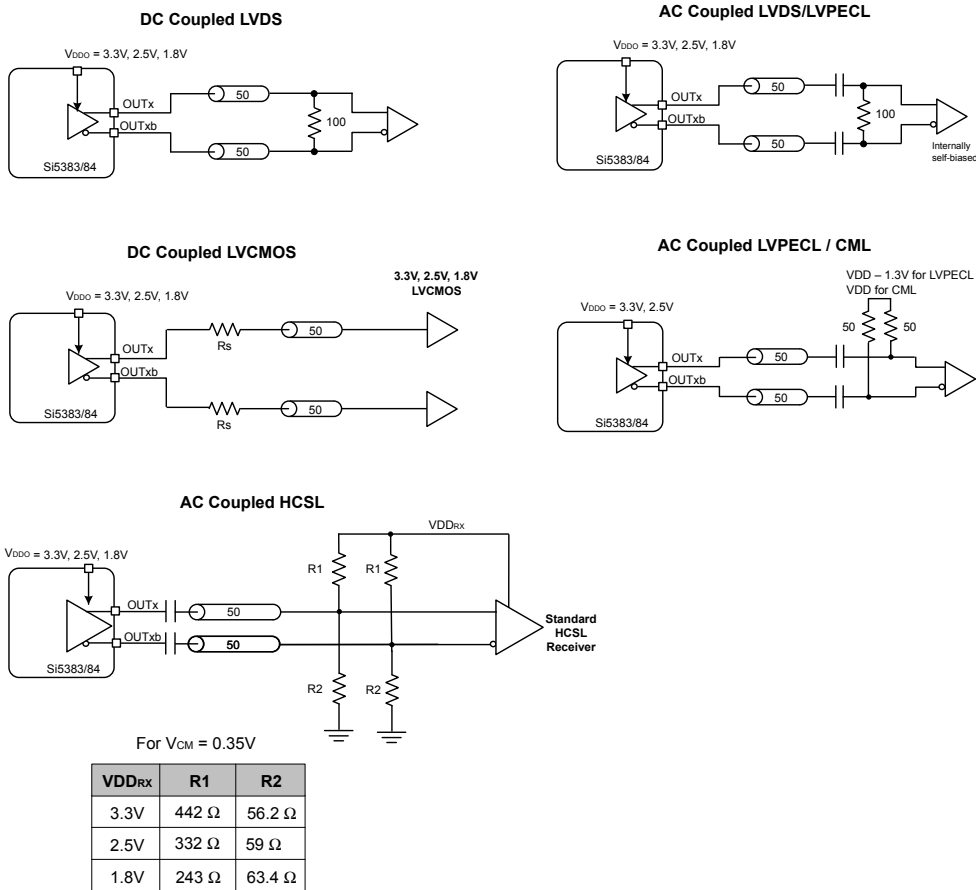 DC Coupled LVDS
VDDO = 3.3V, 2.5V, 1.8V
OUTx
50
100
OUTxb
50
Si5383/84
AC Coupled LVDS/LVPECL
VDDO = 3.3V, 2.5V, 1.8V
OUTx
50
100
OUTxb
50
Internally
self-biased
Si5383/84
DC Coupled LVCMOS
3.3V, 2.5V, 1.8V
LVCMOS
VDDO = 3.3V, 2.5V, 1.8V
OUTx
Rs
50
OUTxb
Rs
50
Si5383/84
AC Coupled LVPECL / CML
VDD – 1.3V for LVPECL
VDD for CML
VDDO = 3.3V, 2.5V
50
50
OUTx
50
OUTxb
50
Si5383/84
AC Coupled HCSL
VDDRX
VDDO = 3.3V, 2.5V, 1.8V
R1
R1
OUTx
50
OUTxb
50
Standard
HCSL
Receiver
Si5383/84
R2
R2
For VCM = 0.35V
VDDRX R1 R2
3.3V 442 Ω 56.2 Ω
2.5V 332 Ω 59 Ω
1.8V 243 Ω 63.4 Ω